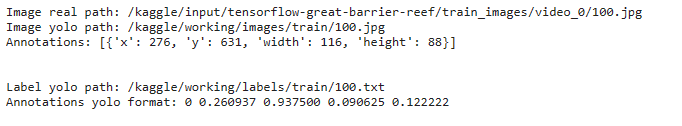 Image real path: /kaggle/input/tensorflow-great-barrier-reef/train_images/video_0/100.jpg
Image yolo path: /kaggle/working/images/train/100.jpg
Annotations: [{'x': 276, 'y': 631, 'width': 116, 'height': 88}]
Label yolo path: /kaggle/working/labels/train/100.txt
Annotations yolo format: 0 0.260937 0.937500 0.090625 0.122222